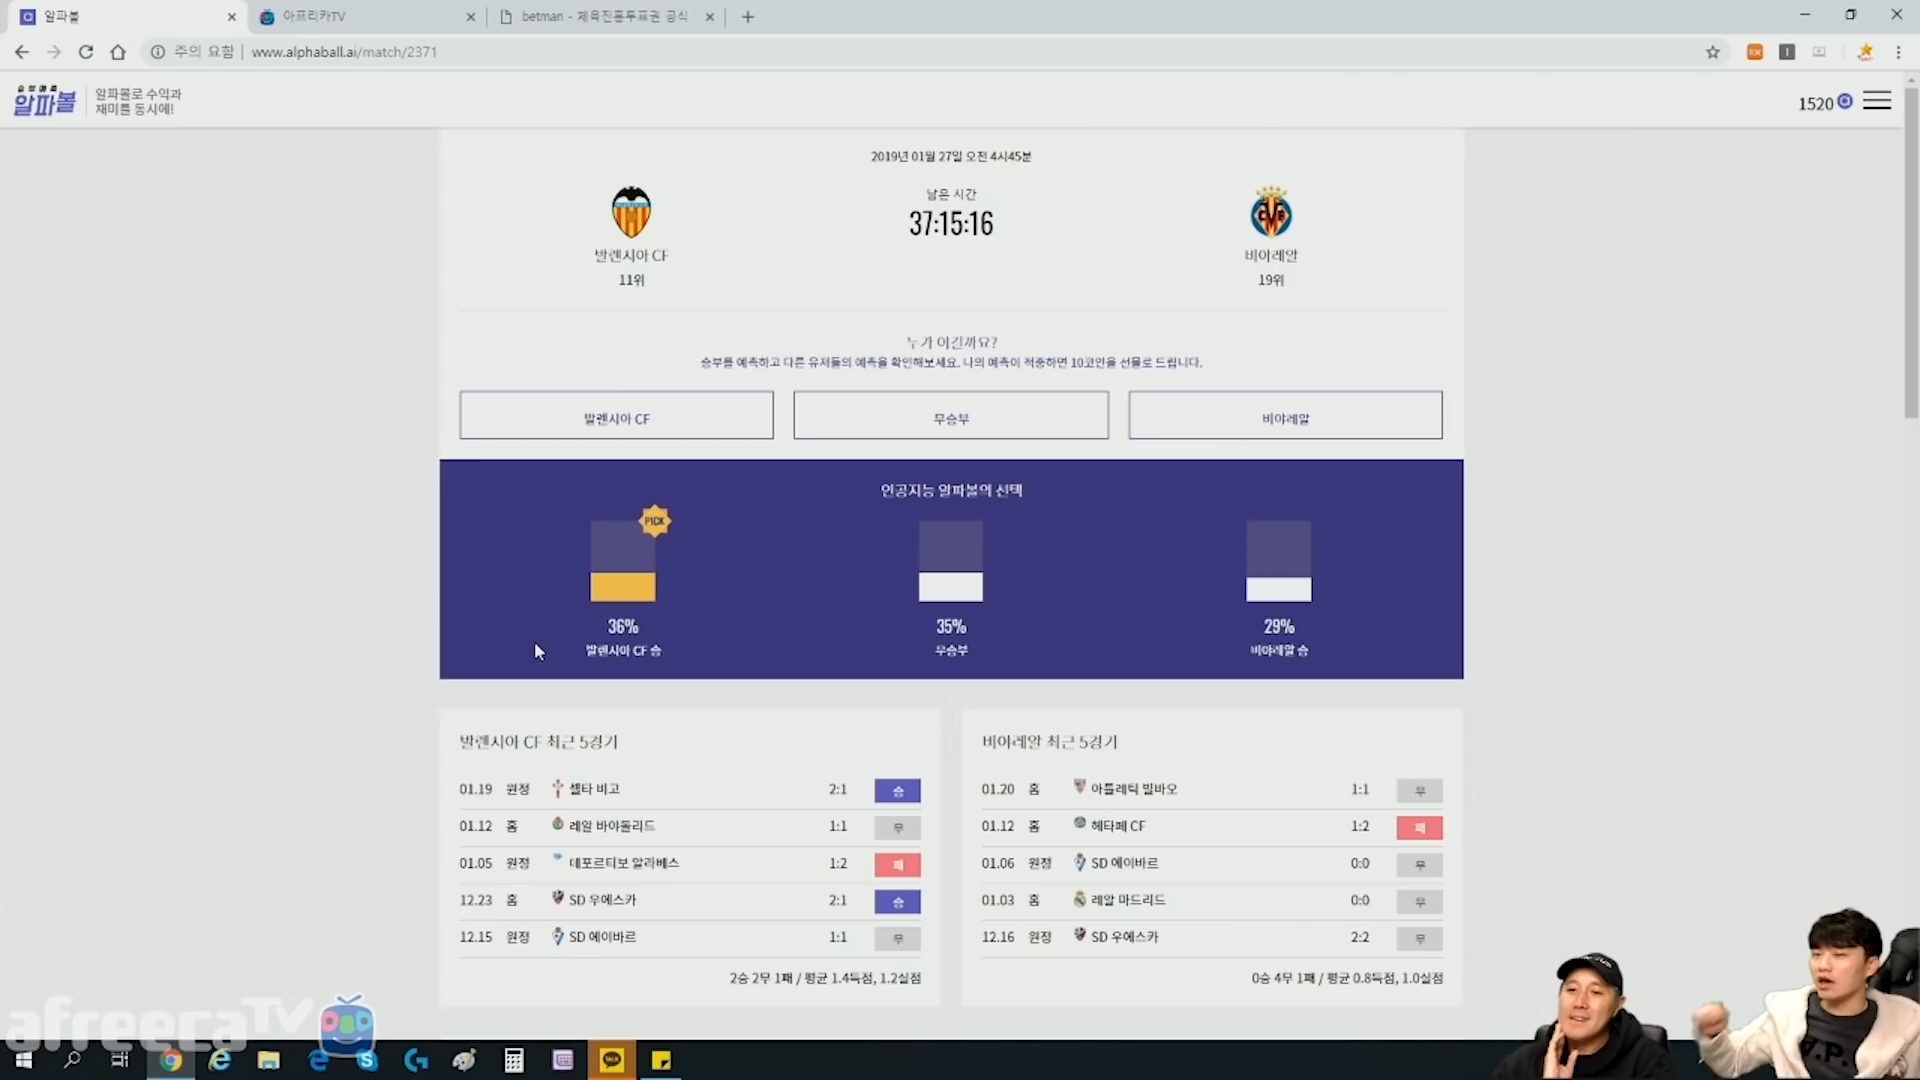 알파볼
아프리카TV
betman - 체육진흥투표권 공식
주의 요함
www.alphaball.ai/match/2371
승부예측
알파볼
알파볼로 수익과
재미를 동시에!
1520
2019년 01월 27일 오전 4시45분
남은 시간
37:15:16
발렌시아 CF
11위
비야레알
19위
누가 이길까요?
승부를 예측하고 다른 유저들의 예측을 확인해보세요. 나의 예측이 적중하면 10코인을 선물로 드립니다.
발렌시아 CF
무승부
비야레알
인공지능 알파볼의 선택
PICK
36%
발렌시아 CF 승
35%
무승부
29%
비야레알 승
발렌시아 CF 최근 5경기
01.19 원정 셀타 비고 2:1 승
01.12 홈 레알 바야돌리드 1:1 무
01.05 원정 데포르티보 알라베스 1:2 패
12.23 홈 SD 우에스카 2:1 승
12.15 원정 SD 에이바르 1:1 무
2승 2무 1패 / 평균 1.4득점, 1.2실점
비야레알 최근 5경기
01.20 홈 아틀레틱 빌바오 1:1 무
01.12 홈 헤타페 CF 1:2 패
01.06 원정 SD 에이바르 0:0 무
01.03 홈 레알 마드리드 0:0 무
12.16 원정 SD 우에스카 2:2 무
0승 4무 1패 / 평균 0.8득점, 1.0실점
afreecaTV
TALK